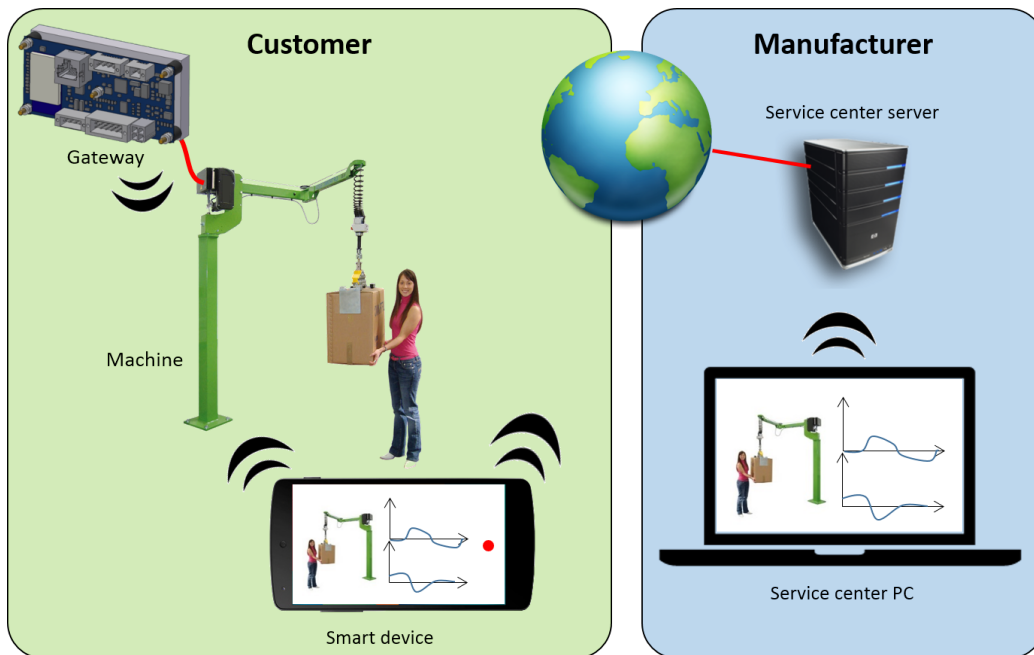 Customer
Manufacturer
Service center server
Gateway
Machine
Service center PC
Smart device